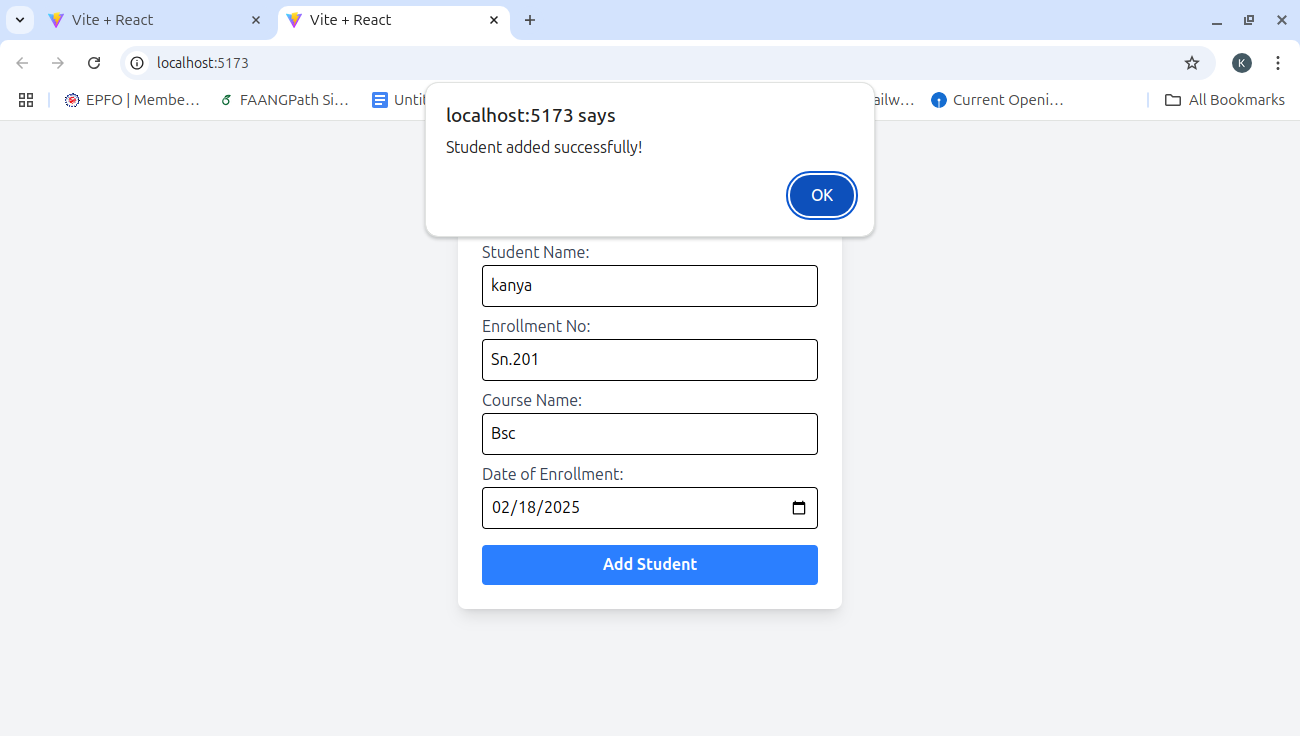 Vite + React
Vite + React
localhost:5173
K
EPFO | Membe...
FAANGPath Si...
Unti
ailw...
Current Openi...
All Bookmarks
localhost:5173 says
Student added successfully!
OK
Student Name:
kanya
Enrollment No:
Sn.201
Course Name:
Bsc
Date of Enrollment:
02/18/2025
Add Student